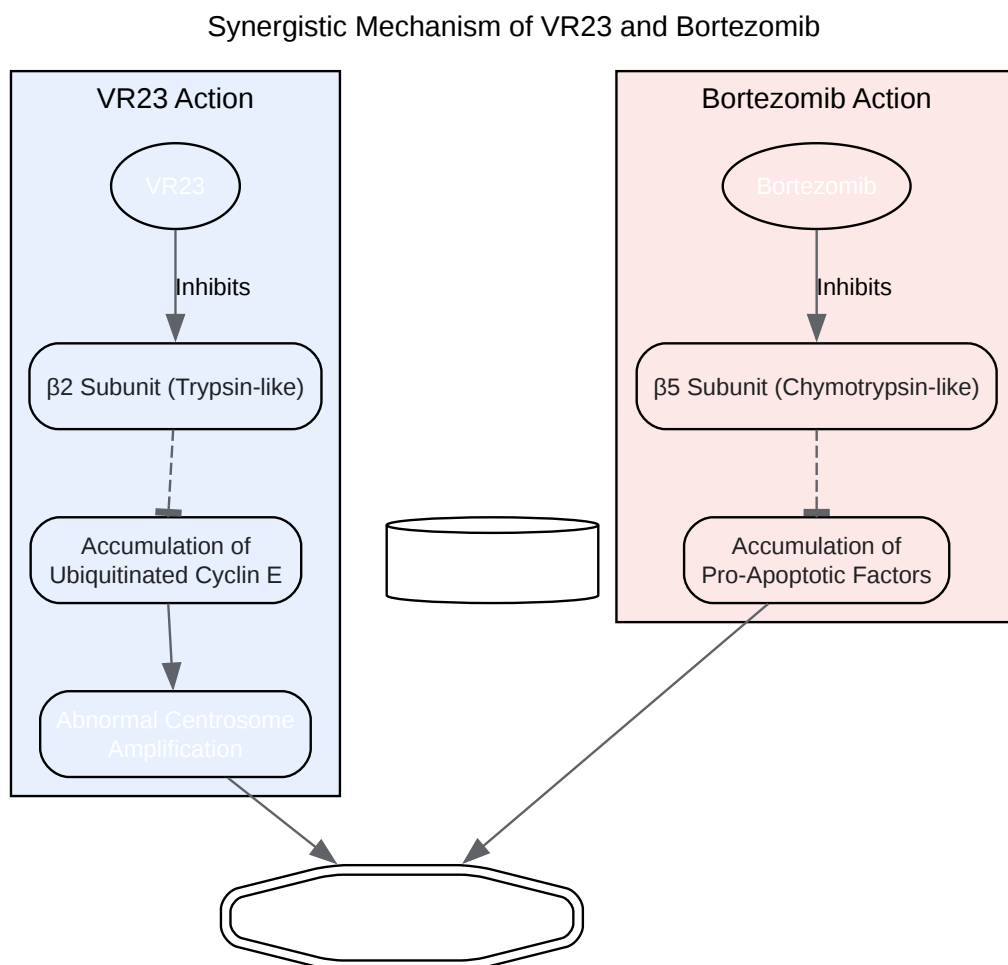 Synergistic Mechanism of VR23 and Bortezomib
VR23 Action
VR23
Inhibits
β2 Subunit (Trypsin-like)
Accumulation of
Ubiquitinated Cyclin E
Abnormal Centrosome
Amplification
Bortezomib Action
Bortezomib
Inhibits
β5 Subunit (Chymotrypsin-like)
Accumulation of
Pro-Apoptotic Factors